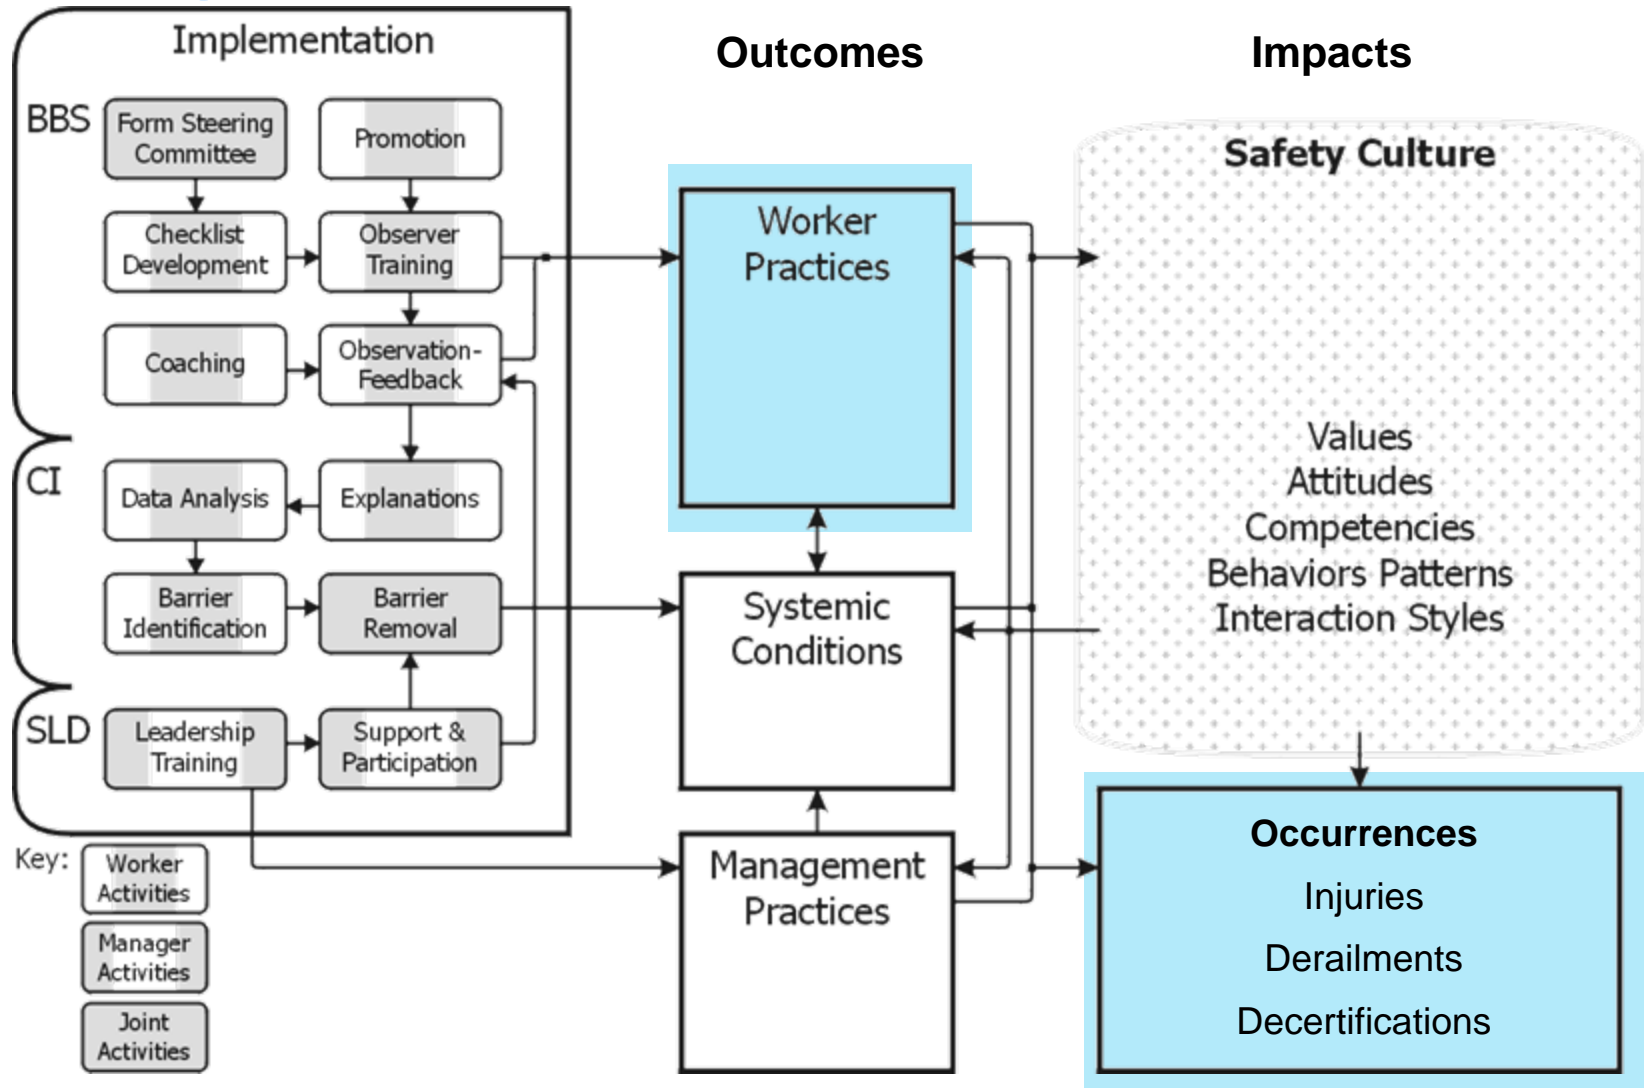 Implementation
BBS
Form Steering
Committee
Promotion
Checklist
Development
Observer
Training
Coaching
Observation-
Feedback
CI
Data Analysis
Explanations
Barrier
Identification
Barrier
Removal
SLD
Leadership
Training
Support &
Participation
Key:
Worker
Activities
Manager
Activities
Joint
Activities
Outcomes
Worker
Practices
Systemic
Conditions
Management
Practices
Impacts
Safety Culture
Values
Attitudes
Competencies
Behaviors Patterns
Interaction Styles
Occurrences
Injuries
Derailments
Decertifications